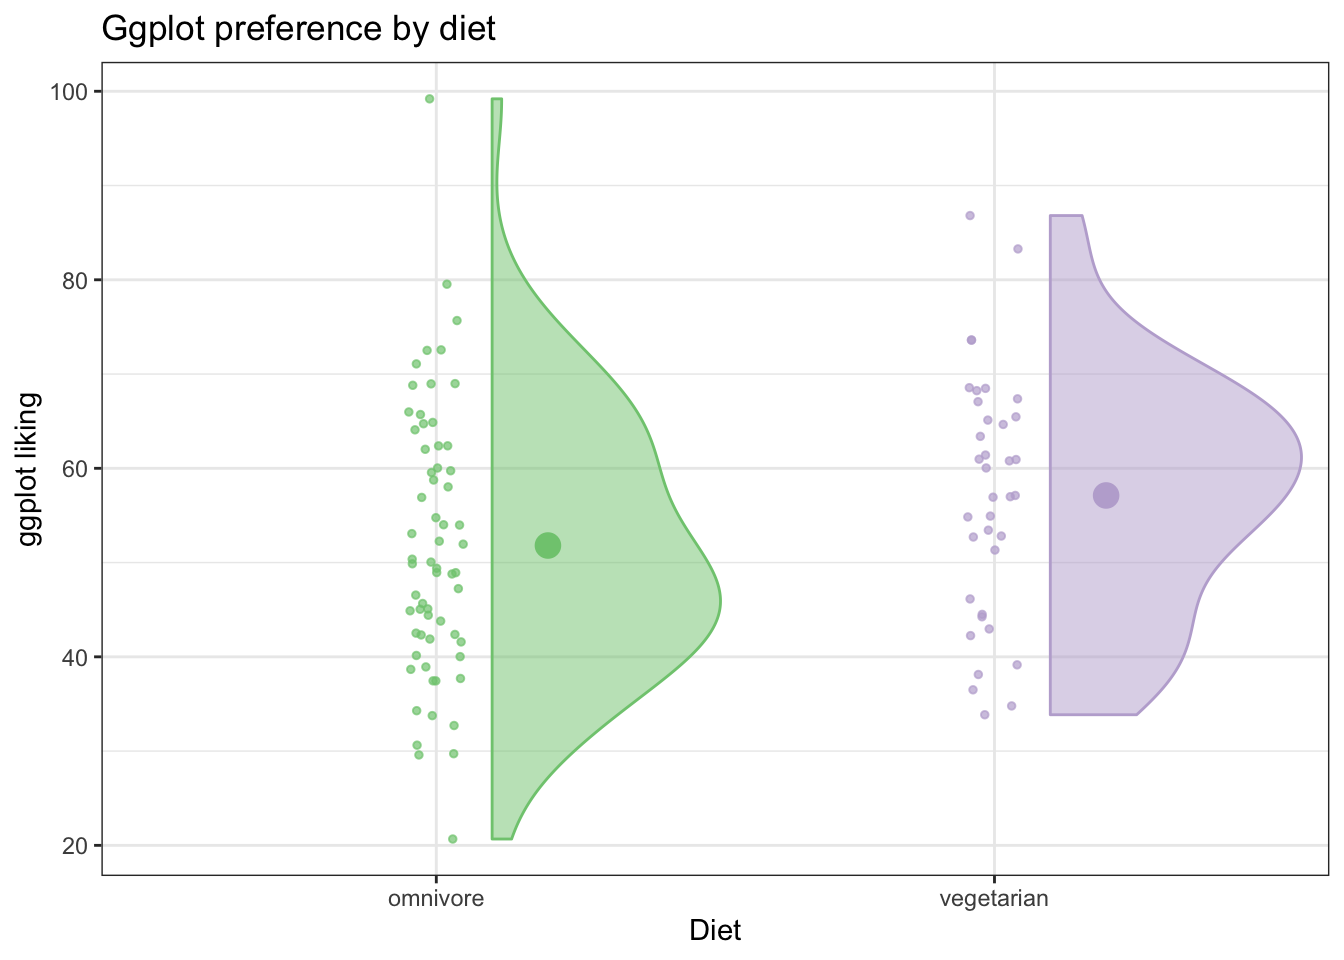 Ggplot preference by diet
100
80
60
40
20
ggplot liking
omnivore
vegetarian
Diet